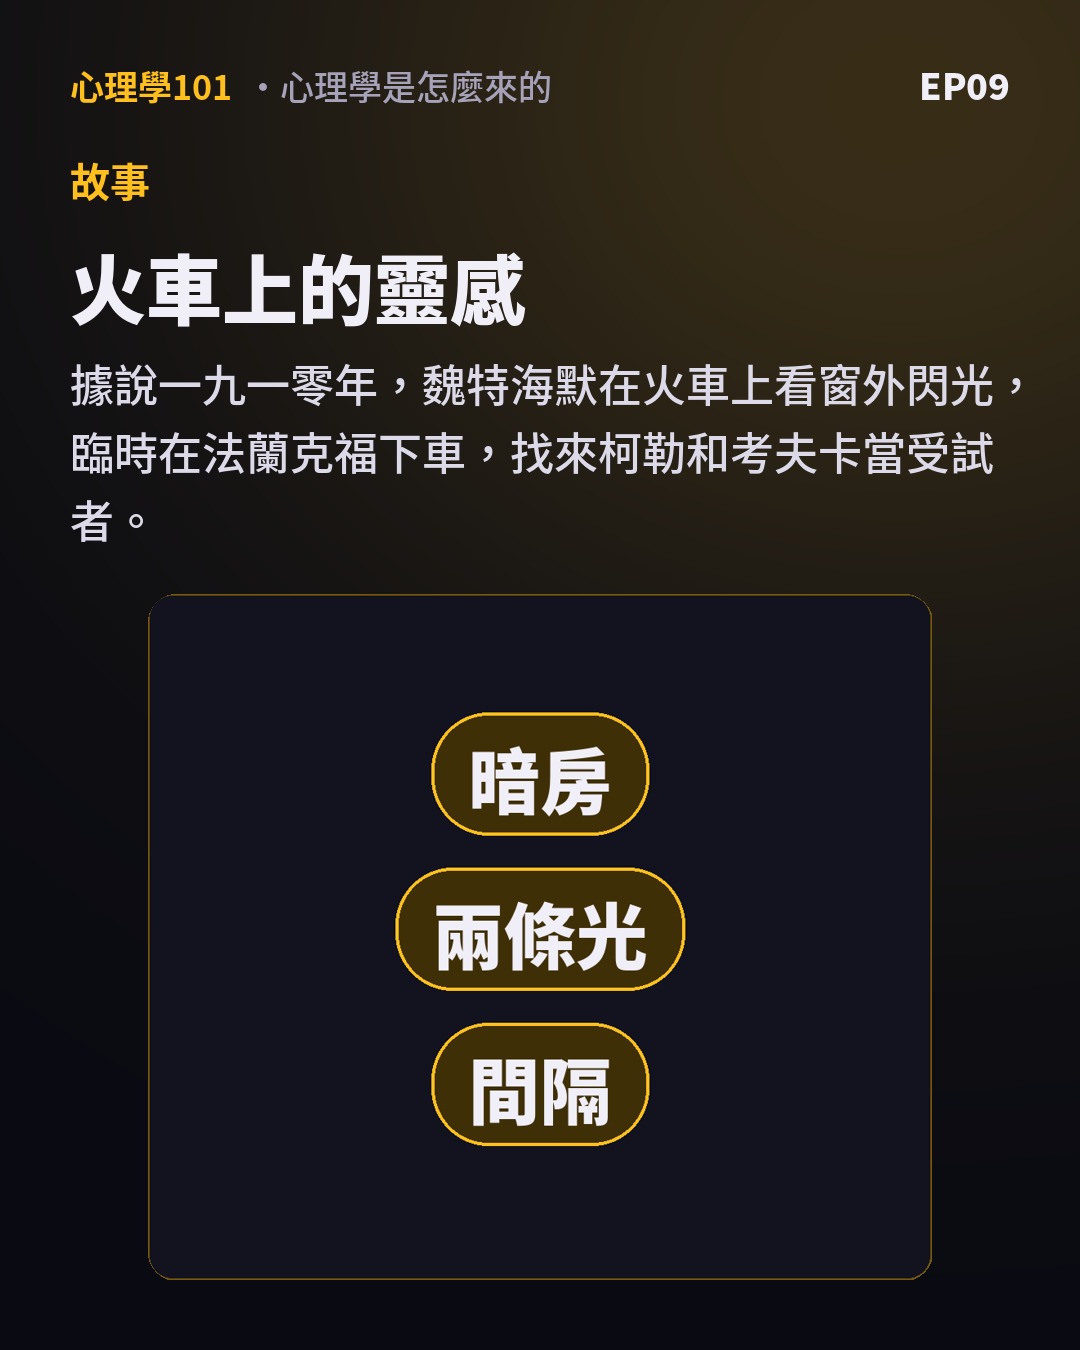 心理學101 ・心理學是怎麼來的
EP09
故事
火車上的靈感
據說一九一零年，魏特海默在火車上看窗外閃光，
臨時在法蘭克福下車，找來柯勒和考夫卡當受試
者。
暗房
兩條光
間隔